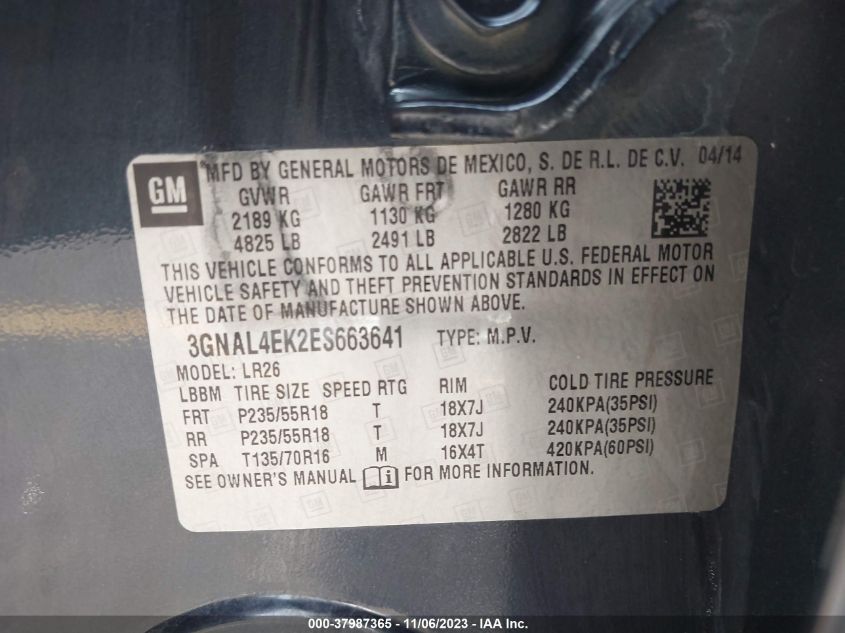 GM
MFD BY GENERAL MOTORS DE MEXICO, S. DE R.L. DE C.V. 04/14
GVWR GAWR FRT GAWR RR
2189 KG 1130 KG 1280 KG
4825 LB 2491 LB 2822 LB
THIS VEHICLE CONFORMS TO ALL APPLICABLE U.S. FEDERAL MOTOR
VEHICLE SAFETY AND THEFT PREVENTION STANDARDS IN EFFECT ON
THE DATE OF MANUFACTURE SHOWN ABOVE.
3GNAL4EK2ES663641 TYPE: M.P.V.
MODEL: LR26
LBBM TIRE SIZE SPEED RTG RIM COLD TIRE PRESSURE
FRT P235/55R18 T 18X7J 240KPA(35PSI)
RR P235/55R18 T 18X7J 240KPA(35PSI)
SPA T135/70R16 M 16X4T 420KPA(60PSI)
SEE OWNER'S MANUAL i FOR MORE INFORMATION.
000-37987365 - 11/06/2023 - IAA Inc.